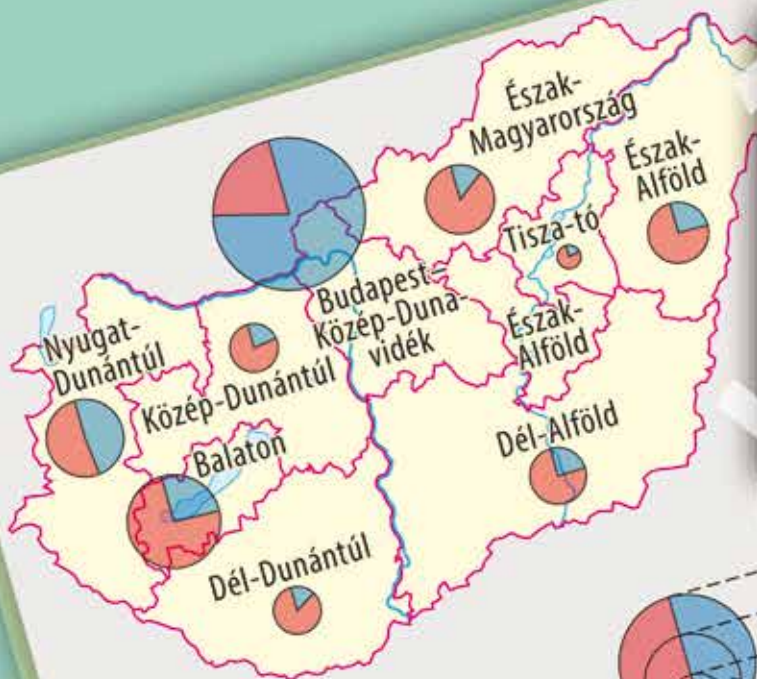 Észak-
Magyarország
Észak-
Alföld
Tisza-tó
Budapest–
Közép-Duna-
vidék
Észak-
Alföld
Nyugat-
Dunántúl
Közép-Dunántúl
Balaton
Dél-Alföld
Dél-Dunántúl